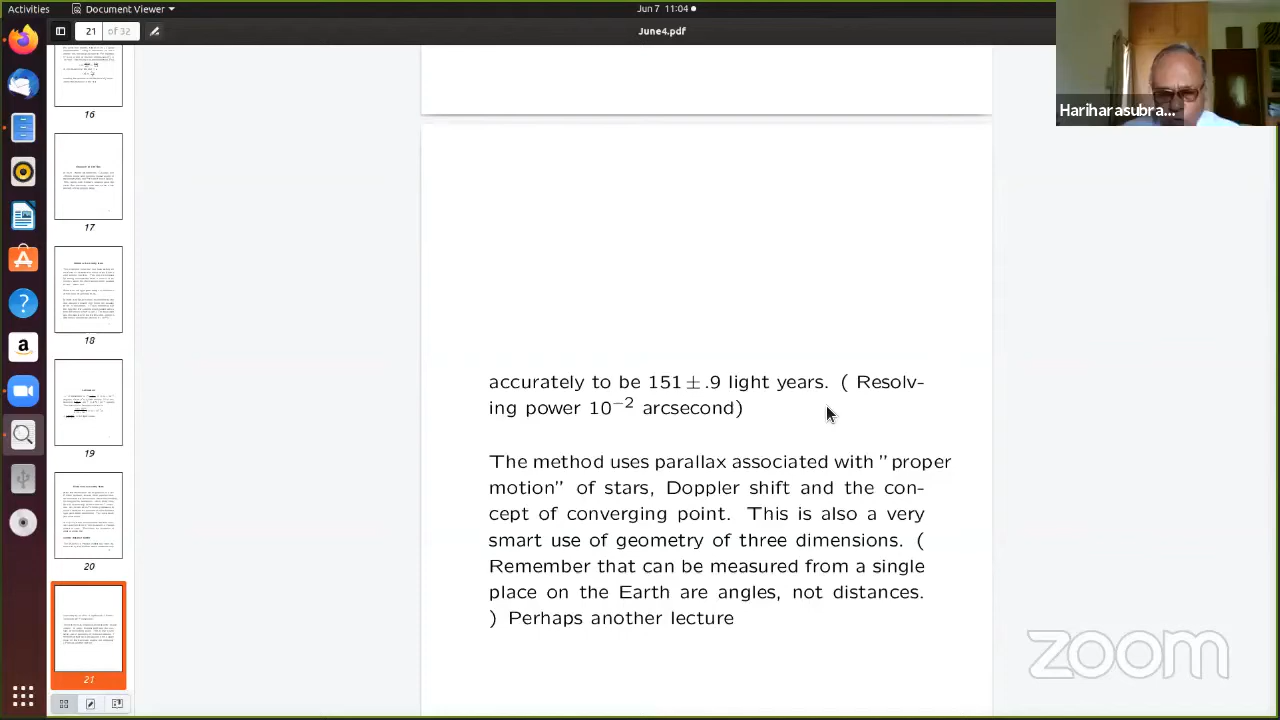 Activities
Document Viewer
Jun 7 11:04
21 of 32
June4.pdf
Hariharasubra...
16
17
18
19
20
21
accurately to be 151 ± .9 light years. ( Resolv-
ing power 10⁻² arcsecond)
The method uses parallax associated with "proper
motion" of stars, Doppler shift and the con-
cept of converging point. This is also a very
simple use of geometry of three dimensions. (
Remember that can be measured from a single
place on the Earth are angles, not distances.
Perhaps another lecture
zoom